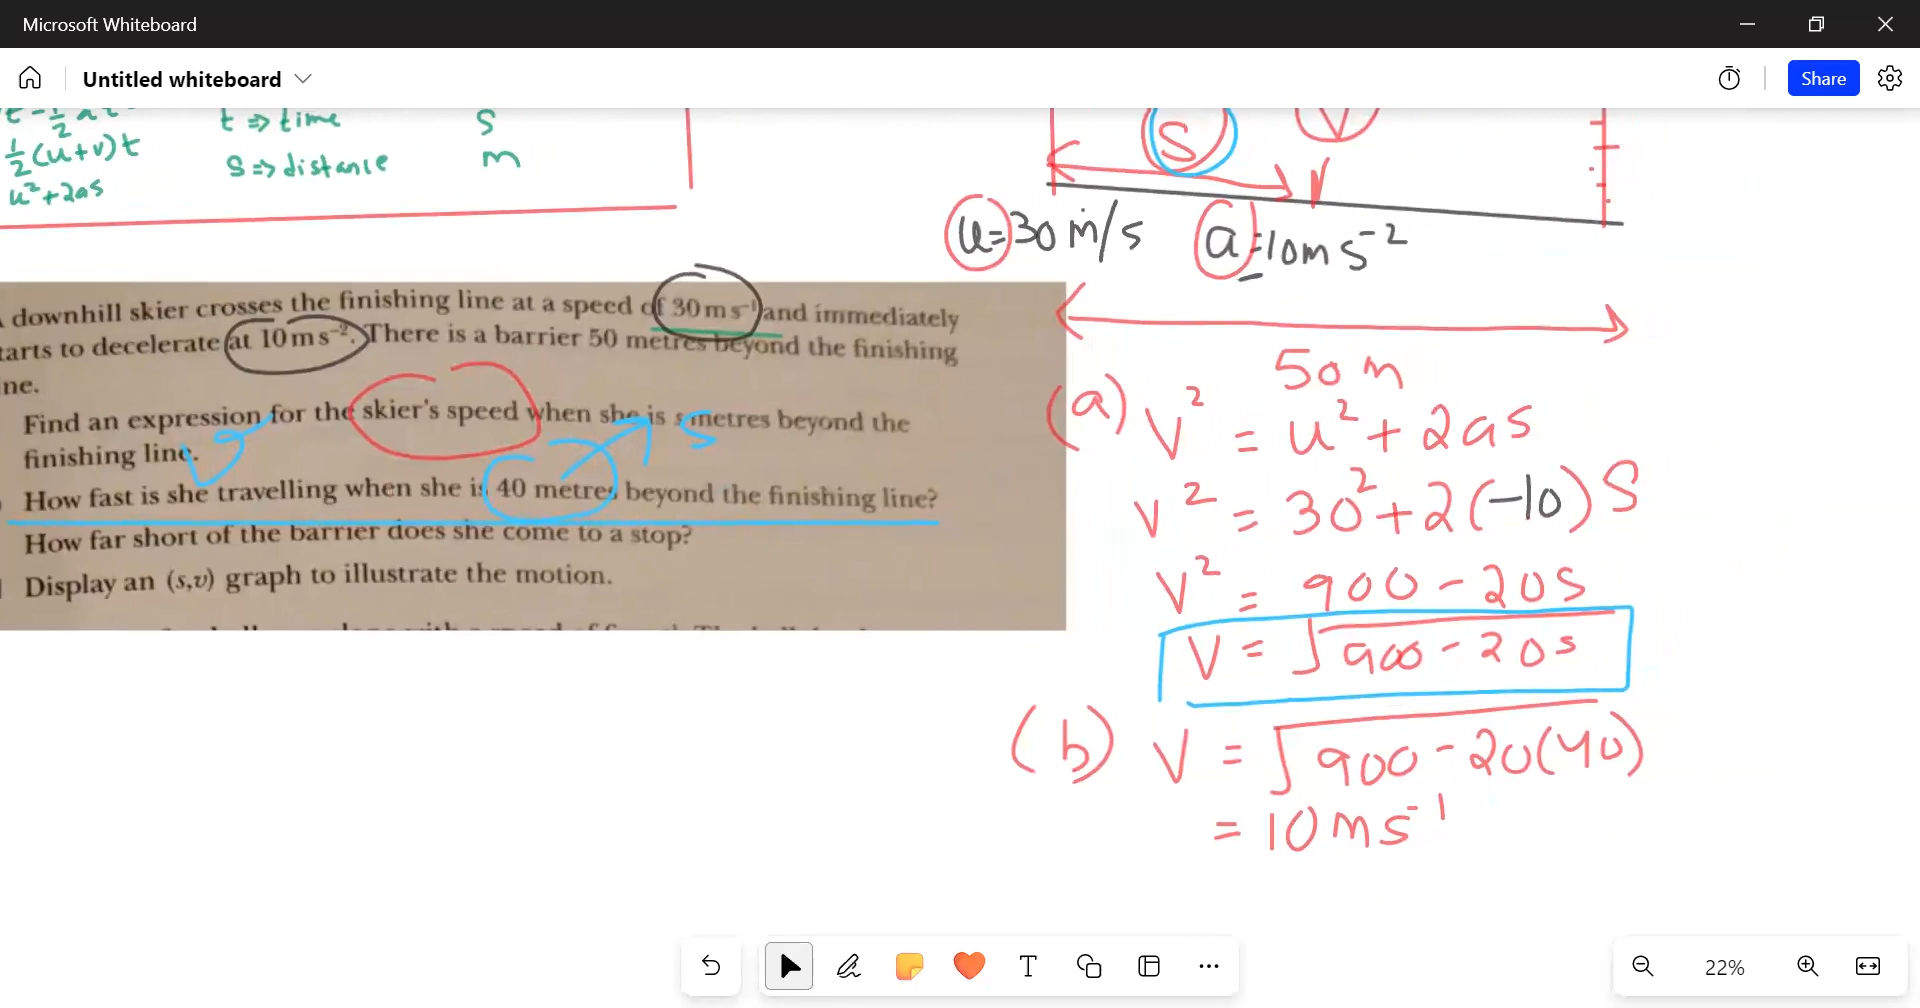 Microsoft Whiteboard
Untitled whiteboard
Share
t ⇒ time s
½(u+v)t
s ⇒ distance m
u²+2as
S
V
u=30 m/s a=10ms⁻²
50 m
downhill skier crosses the finishing line at a speed of 30 m s⁻¹ and immediately
tarts to decelerate at 10 m s⁻². There is a barrier 50 metres beyond the finishing
ne.
Find an expression for the skier's speed when she is s metres beyond the
finishing line.
V
S
How fast is she travelling when she is 40 metres beyond the finishing line?
How far short of the barrier does she come to a stop?
Display an (s,v) graph to illustrate the motion.
(a) V² = u² + 2as
V² = 30² + 2(-10)S
V² = 900 - 20s
V = √900 - 20s
(b) V = √900 - 20(40)
= 10 ms⁻¹
22%